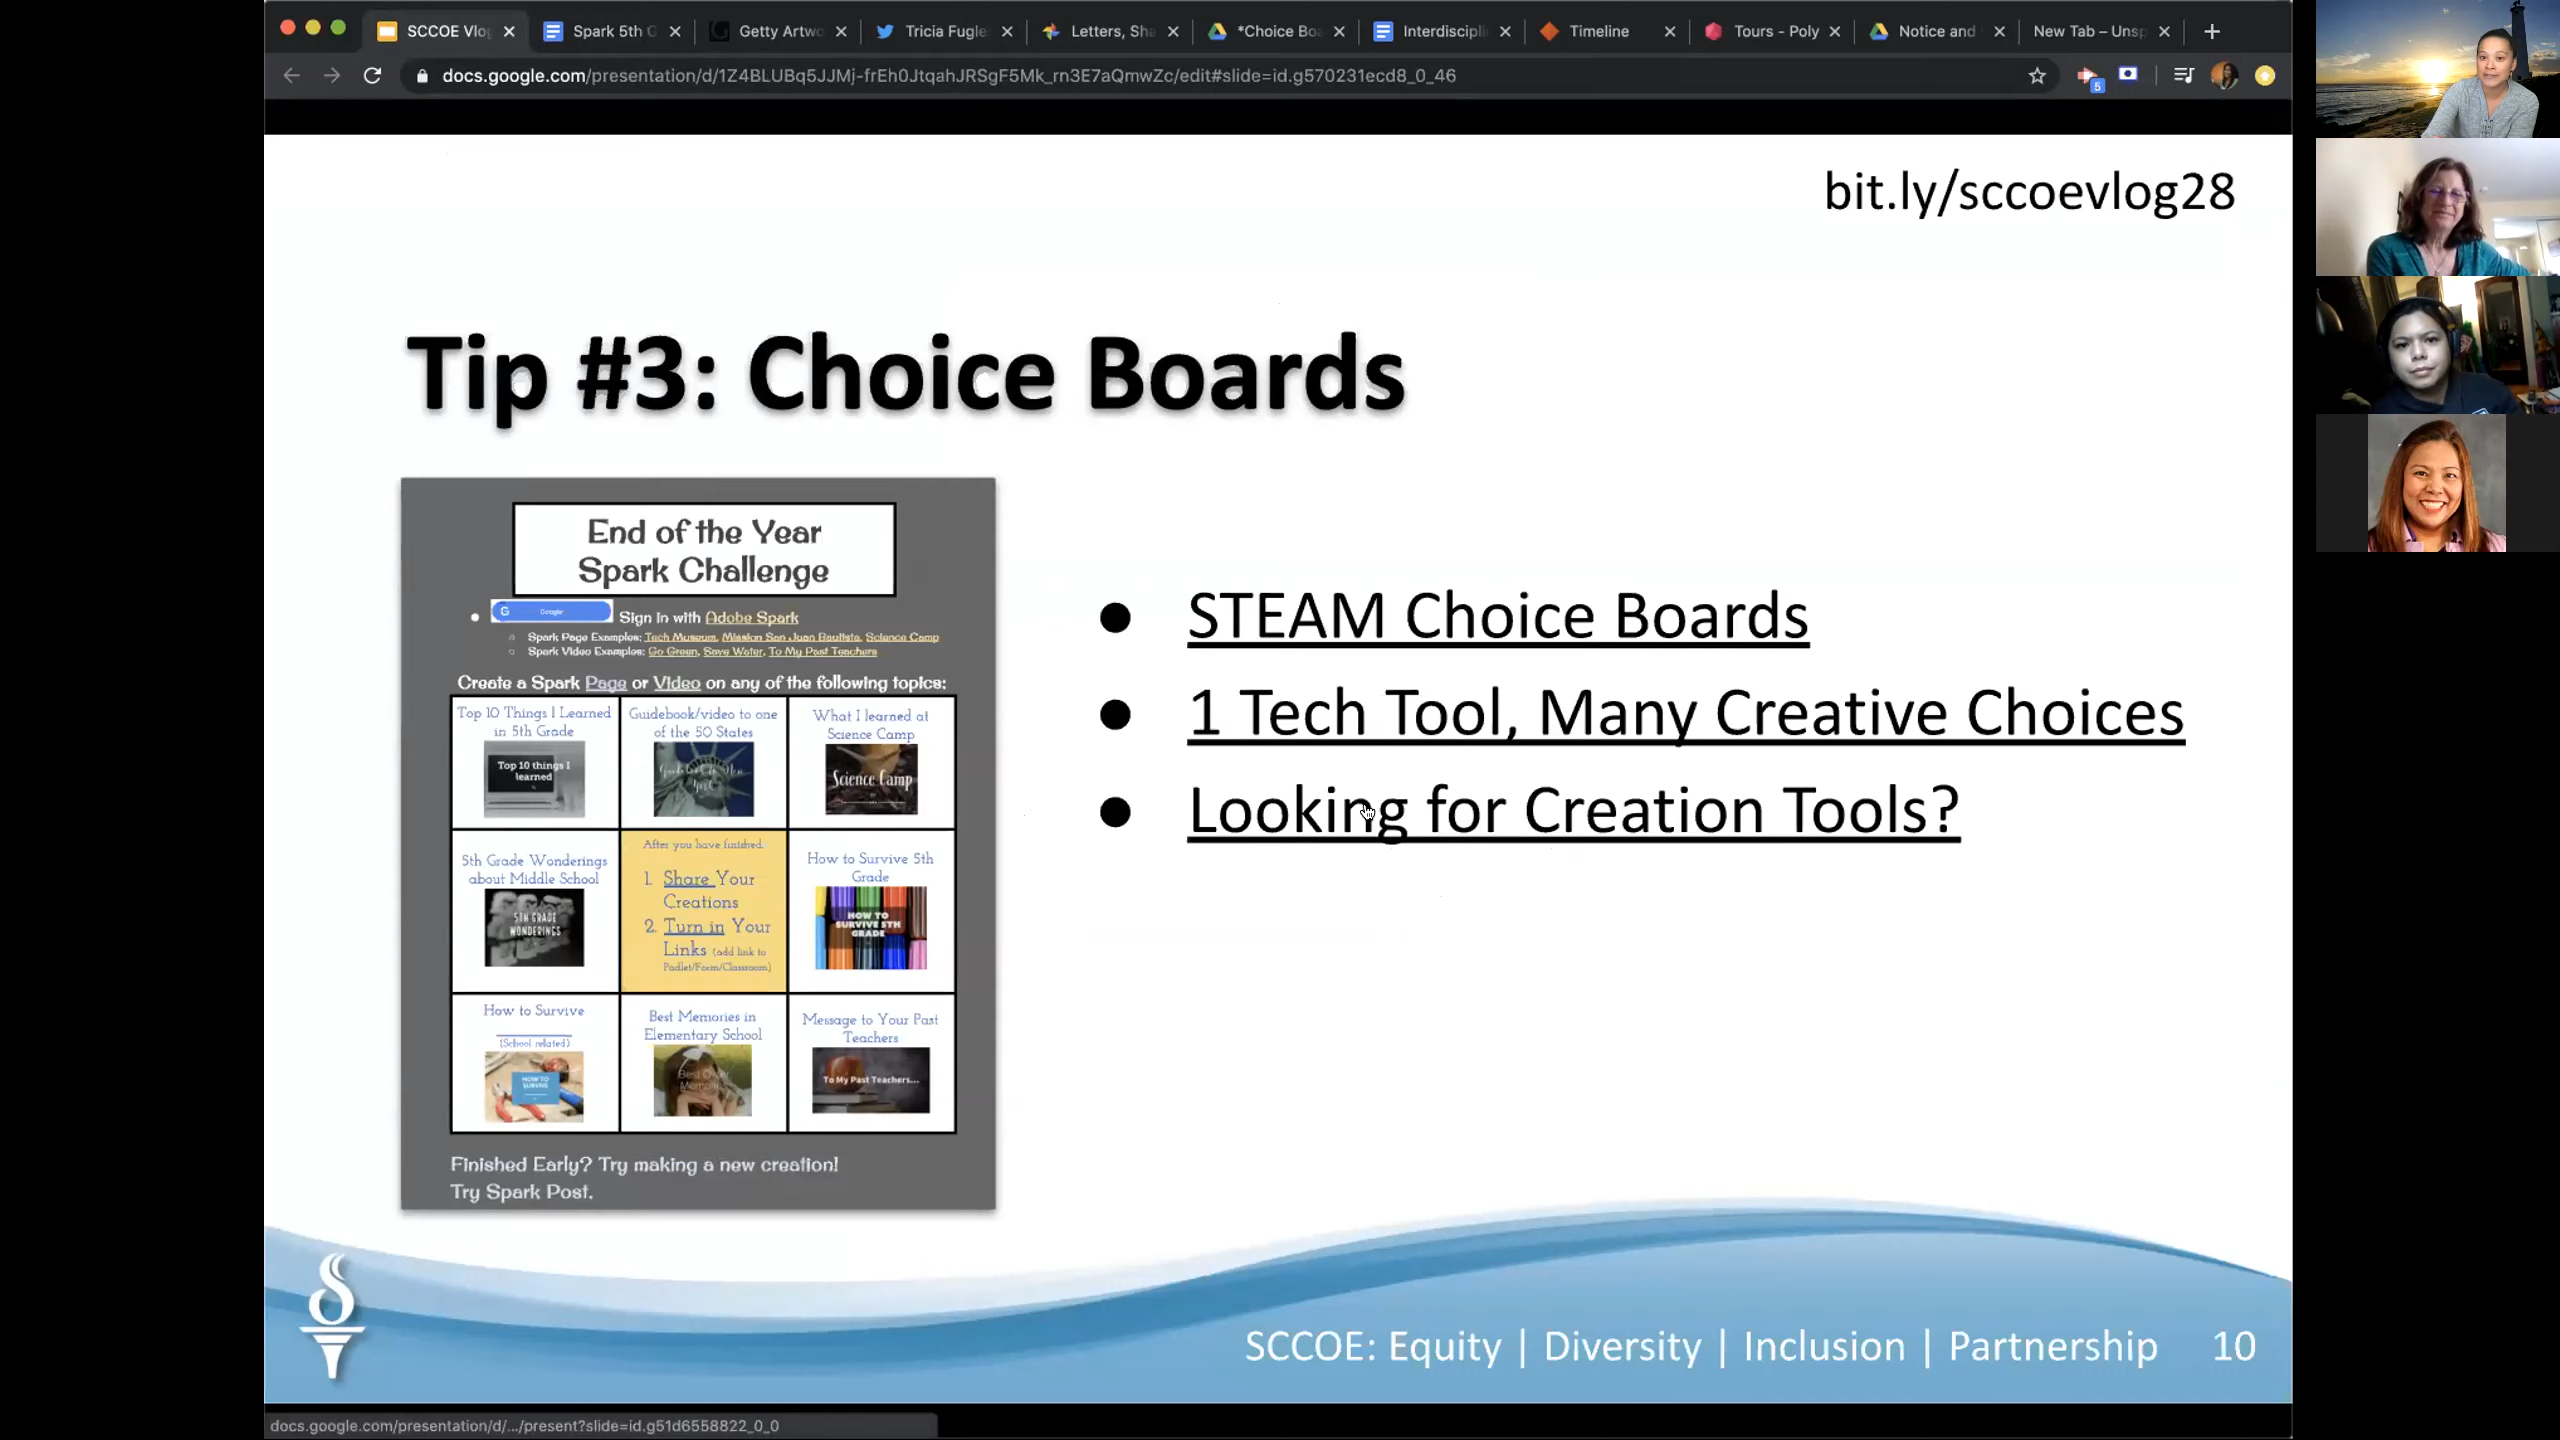 SCCOE Vlog
Spark 5th G
Getty Artwo
Tricia Fugle
Letters, Sha
*Choice Boa
Interdiscipli
Timeline
Tours - Poly
Notice and
New Tab – Unsp
docs.google.com/presentation/d/1Z4BLUBq5JJMj-frEh0JtqahJRSgF5Mk_rn3E7aQmwZc/edit#slide=id.g570231ecd8_0_46
5
bit.ly/sccoevlog28
Tip #3: Choice Boards
End of the Year
Spark Challenge
G Google
Sign in with Adobe Spark
Spark Page Examples: Tech Museum, Mission San Juan Bautista, Science Camp
Spark Video Examples: Go Green, Save Water, To My Past Teachers
Create a Spark Page or Video on any of the following topics:
Top 10 Things I Learned
in 5th Grade
Top 10 things I
learned
Guidebook/video to one
of the 50 States
What I learned at
Science Camp
Science Camp
5th Grade Wonderings
about Middle School
5TH GRADE
WONDERINGS
After you have finished,
1. Share Your
Creations
2. Turn in Your
Links (add link to
Padlet/Form/Classroom)
How to Survive 5th
Grade
HOW TO
SURVIVE 5TH
GRADE
How to Survive
(School related)
HOW TO
SURVIVE
Best Memories in
Elementary School
Message to Your Past
Teachers
To My Past Teachers...
Finished Early? Try making a new creation!
Try Spark Post.
● STEAM Choice Boards
● 1 Tech Tool, Many Creative Choices
● Looking for Creation Tools?
SCCOE: Equity | Diversity | Inclusion | Partnership 10
docs.google.com/presentation/d/.../present?slide=id.g51d6558822_0_0